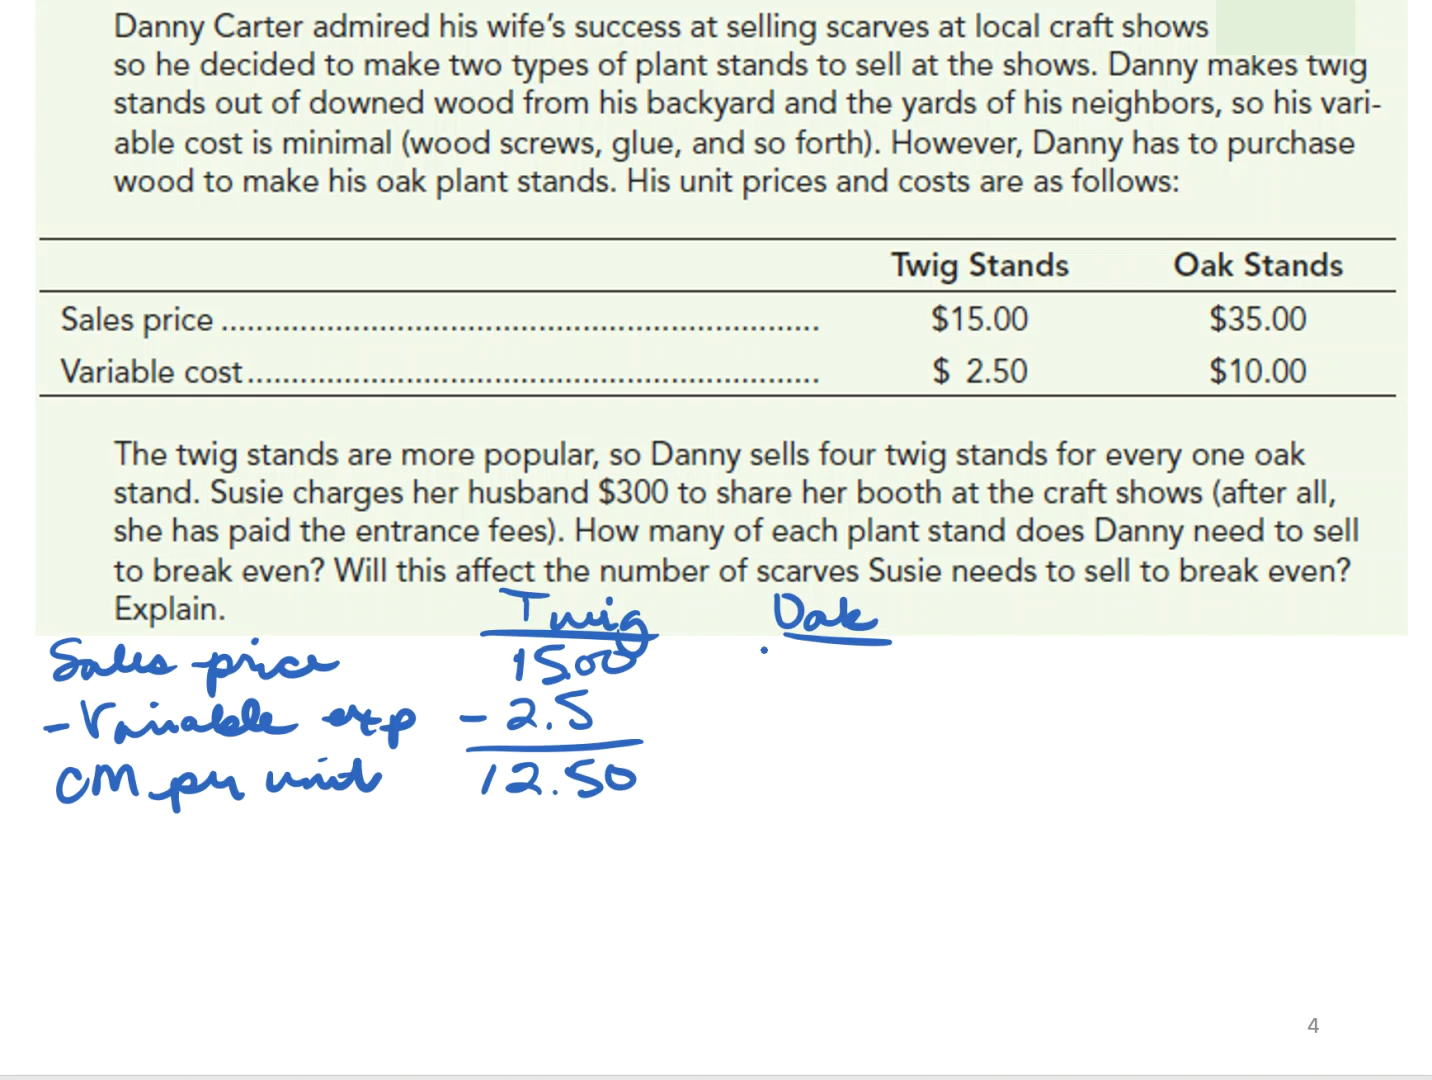 Danny Carter admired his wife's success at selling scarves at local craft shows
so he decided to make two types of plant stands to sell at the shows. Danny makes twig
stands out of downed wood from his backyard and the yards of his neighbors, so his vari-
able cost is minimal (wood screws, glue, and so forth). However, Danny has to purchase
wood to make his oak plant stands. His unit prices and costs are as follows:
Twig Stands Oak Stands
Sales price ........................................................................ $15.00 $35.00
Variable cost ..................................................................... $ 2.50 $10.00
The twig stands are more popular, so Danny sells four twig stands for every one oak
stand. Susie charges her husband $300 to share her booth at the craft shows (after all,
she has paid the entrance fees). How many of each plant stand does Danny need to sell
to break even? Will this affect the number of scarves Susie needs to sell to break even?
Explain.
Twig Oak
Sales price 15.00
- Variable exp - 2.5
CM per unit 12.50
4